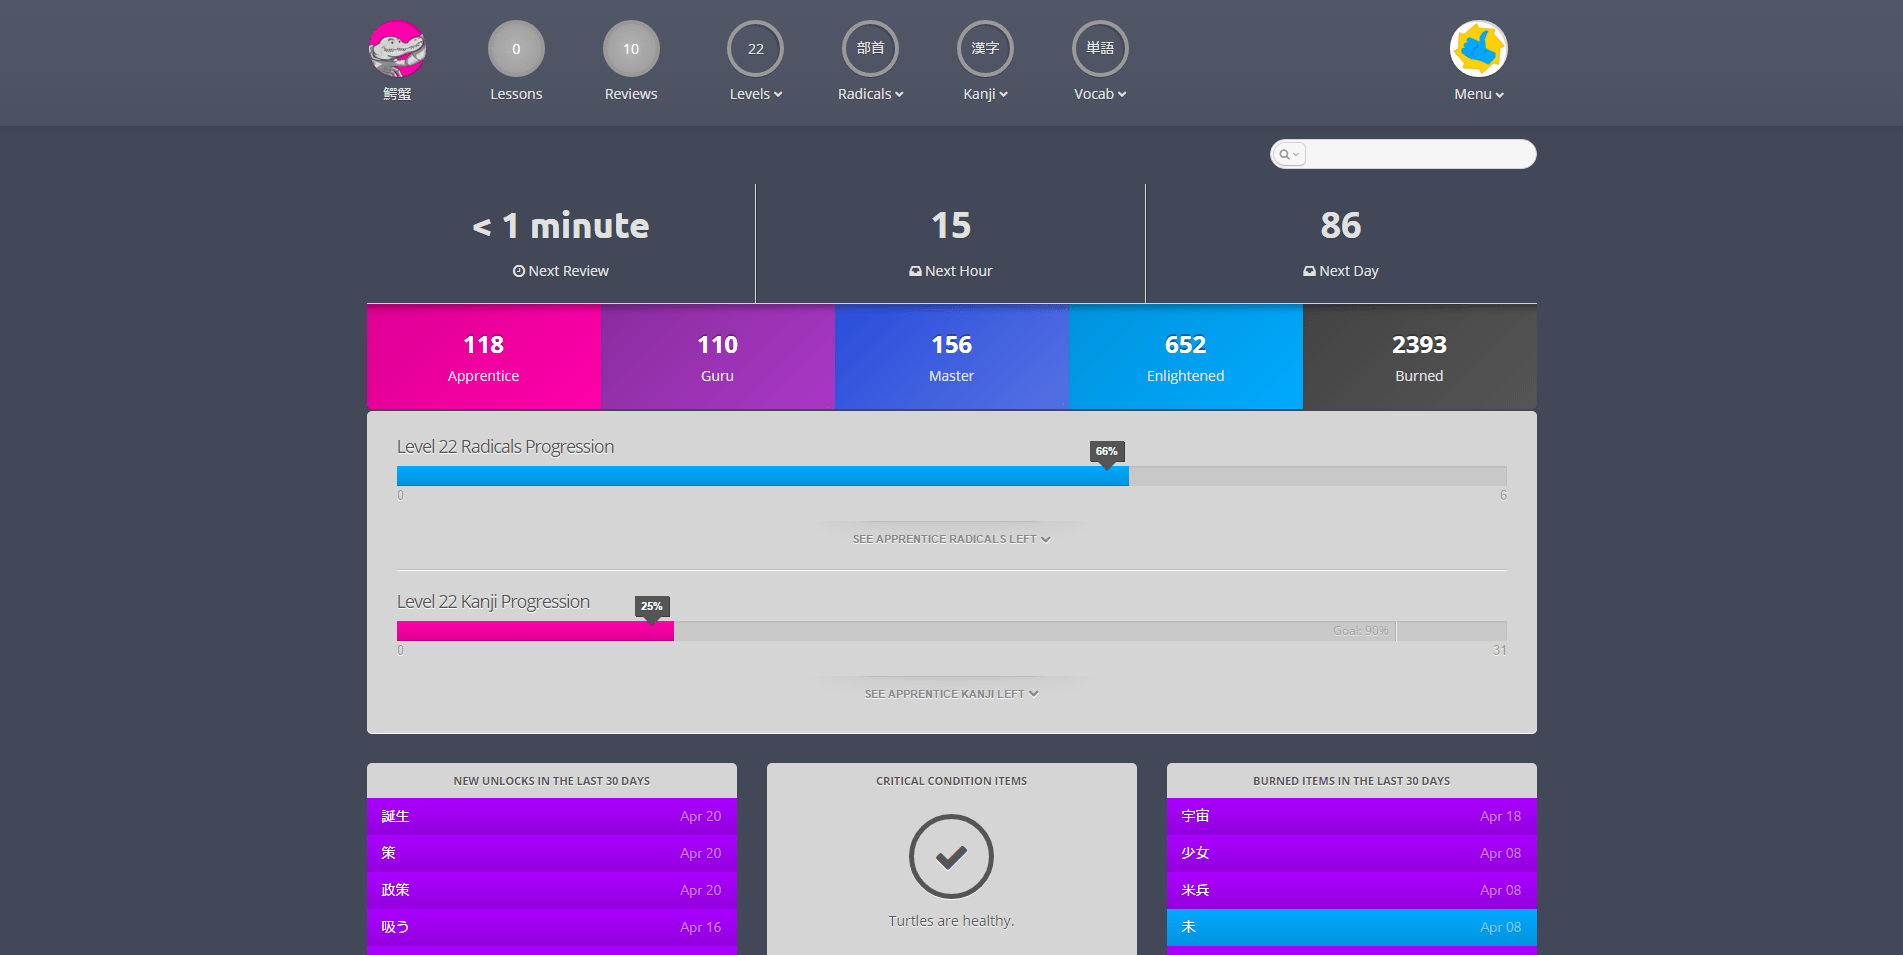 0
10
22
部首
漢字
単語
鰐蟹
Lessons
Reviews
Levels
Radicals
Kanji
Vocab
Menu
< 1 minute
Next Review
15
Next Hour
86
Next Day
118
Apprentice
110
Guru
156
Master
652
Enlightened
2393
Burned
Level 22 Radicals Progression
66%
0
6
SEE APPRENTICE RADICALS LEFT
Level 22 Kanji Progression
25%
Goal: 90%
0
31
SEE APPRENTICE KANJI LEFT
NEW UNLOCKS IN THE LAST 30 DAYS
誕生 Apr 20
策 Apr 20
政策 Apr 20
吸う Apr 16
CRITICAL CONDITION ITEMS
Turtles are healthy.
BURNED ITEMS IN THE LAST 30 DAYS
宇宙 Apr 18
少女 Apr 08
米兵 Apr 08
未 Apr 08